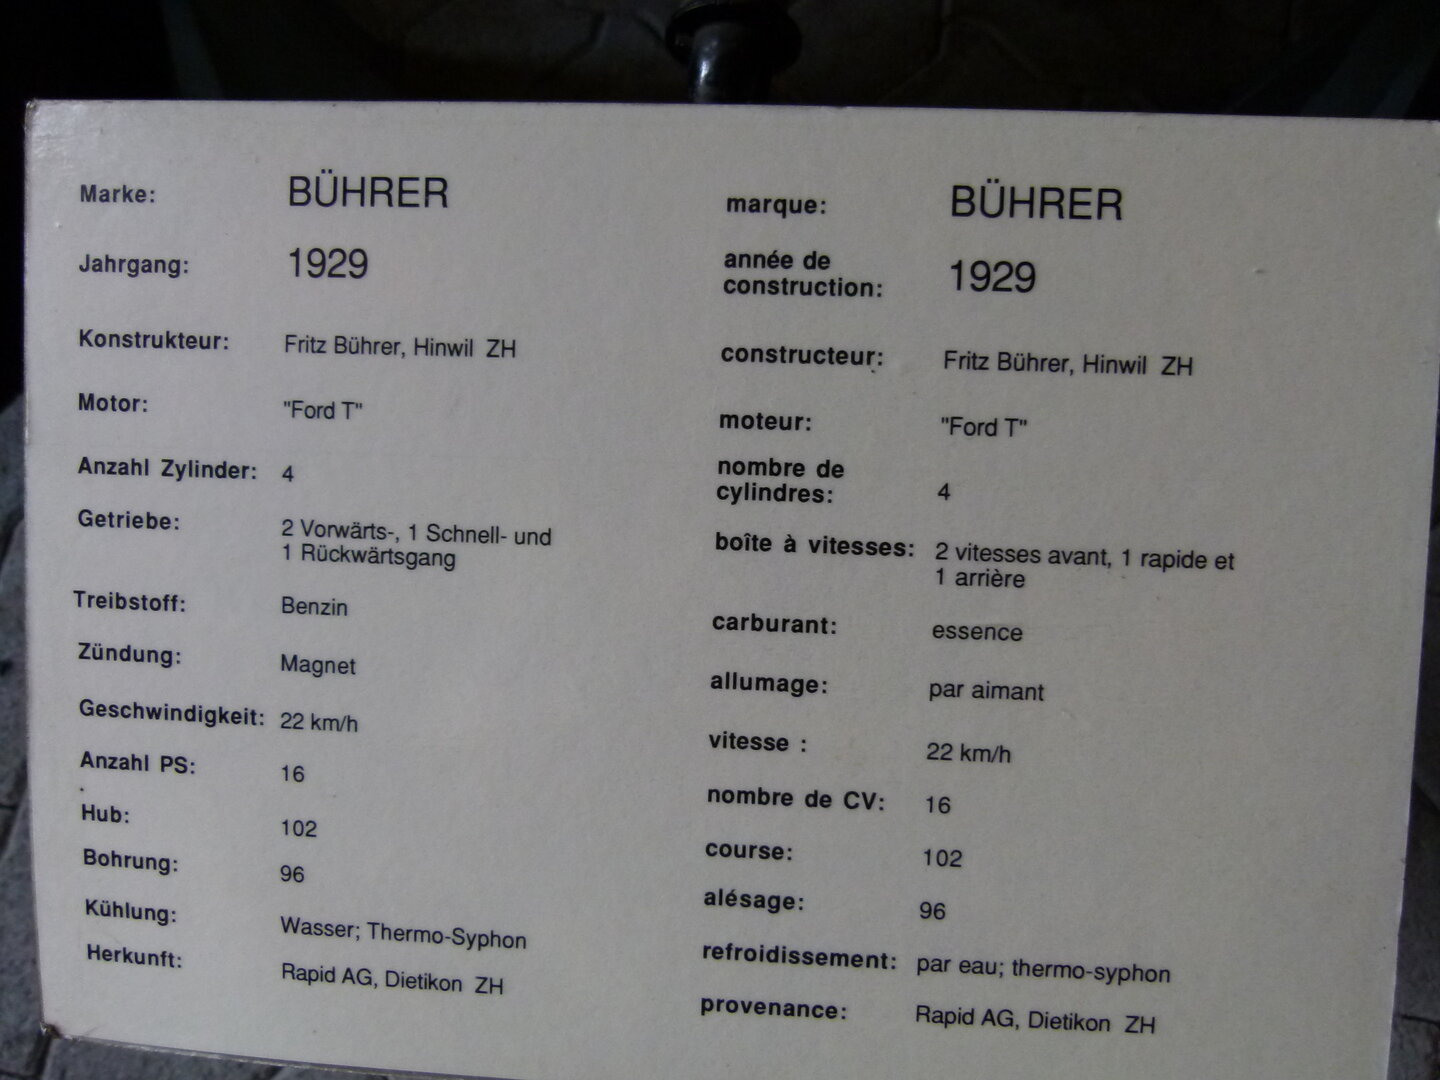 Marke: BÜHRER
Jahrgang: 1929
Konstrukteur: Fritz Bührer, Hinwil ZH
Motor: "Ford T"
Anzahl Zylinder: 4
Getriebe: 2 Vorwärts-, 1 Schnell- und
1 Rückwärtsgang
Treibstoff: Benzin
Zündung: Magnet
Geschwindigkeit: 22 km/h
Anzahl PS: 16
Hub: 102
Bohrung: 96
Kühlung: Wasser; Thermo-Syphon
Herkunft: Rapid AG, Dietikon ZH
marque: BÜHRER
année de
construction: 1929
constructeur: Fritz Bührer, Hinwil ZH
moteur: "Ford T"
nombre de
cylindres: 4
boîte à vitesses: 2 vitesses avant, 1 rapide et
1 arrière
carburant: essence
allumage: par aimant
vitesse : 22 km/h
nombre de CV: 16
course: 102
alésage: 96
refroidissement: par eau; thermo-syphon
provenance: Rapid AG, Dietikon ZH